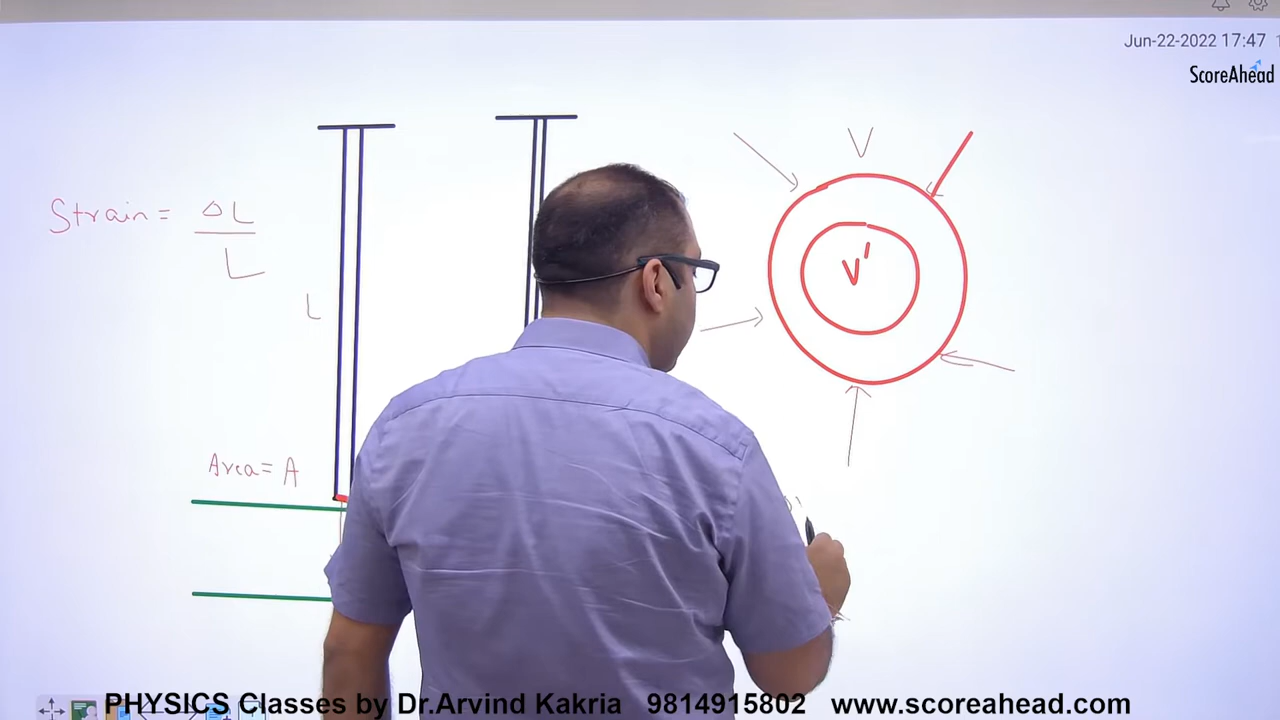 Jun-22-2022 17:47
ScoreAhead
V
Strain = ΔL
L
V'
L
Area = A
PHYSICS Classes by Dr.Arvind Kakria 9814915802 www.scoreahead.com